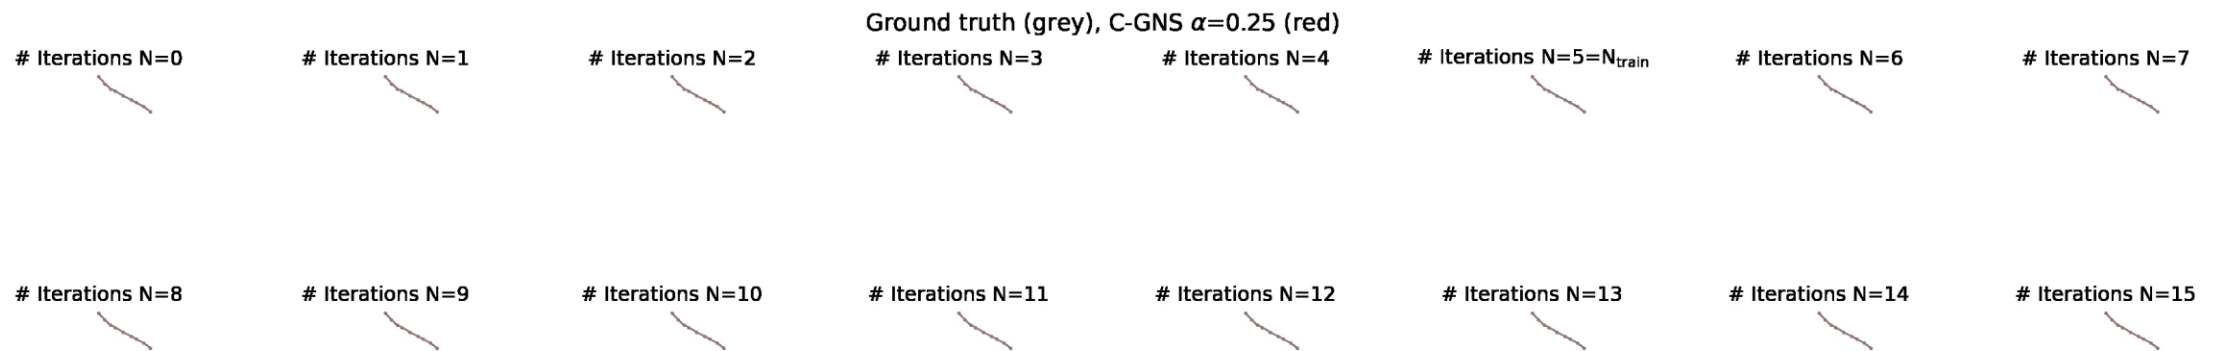 Ground truth (grey), C-GNS α=0.25 (red)
# Iterations N=0 # Iterations N=1 # Iterations N=2 # Iterations N=3 # Iterations N=4 # Iterations N=5=N_train # Iterations N=6 # Iterations N=7
# Iterations N=8 # Iterations N=9 # Iterations N=10 # Iterations N=11 # Iterations N=12 # Iterations N=13 # Iterations N=14 # Iterations N=15